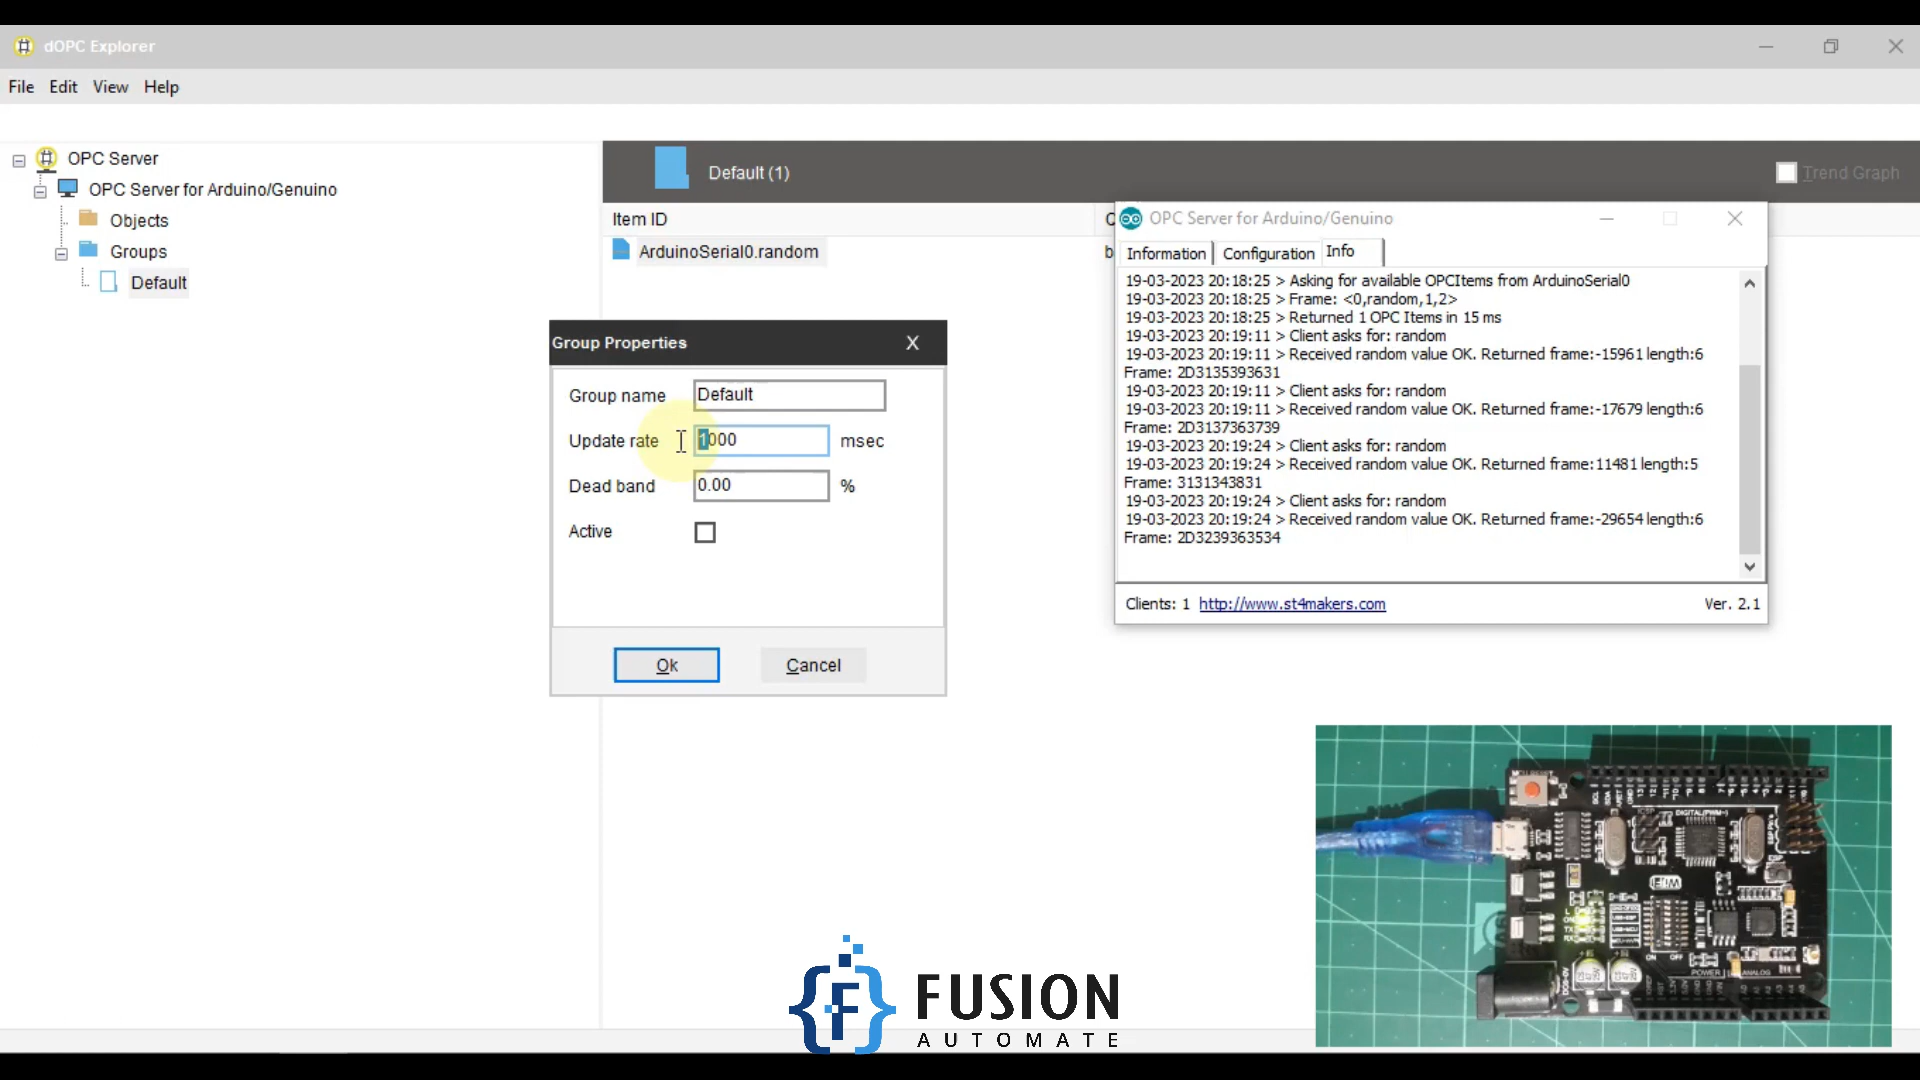 dOPC Explorer
File Edit View Help
OPC Server
OPC Server for Arduino/Genuino
Objects
Groups
Default
Default (1)
Trend Graph
Item ID
ArduinoSerial0.random
Group Properties
X
Group name Default
Update rate 1000 msec
Dead band 0.00 %
Active
Ok Cancel
OPC Server for Arduino/Genuino
Information Configuration Info
19-03-2023 20:18:25 > Asking for available OPCItems from ArduinoSerial0
19-03-2023 20:18:25 > Frame: <0,random,1,2>
19-03-2023 20:18:25 > Returned 1 OPC Items in 15 ms
19-03-2023 20:19:11 > Client asks for: random
19-03-2023 20:19:11 > Received random value OK. Returned frame:-15961 length:6
Frame: 2D3135393631
19-03-2023 20:19:11 > Client asks for: random
19-03-2023 20:19:11 > Received random value OK. Returned frame:-17679 length:6
Frame: 2D3137363739
19-03-2023 20:19:24 > Client asks for: random
19-03-2023 20:19:24 > Received random value OK. Returned frame:11481 length:5
Frame: 3131343831
19-03-2023 20:19:24 > Client asks for: random
19-03-2023 20:19:24 > Received random value OK. Returned frame:-29654 length:6
Frame: 2D3239363534
Clients: 1 http://www.st4makers.com Ver. 2.1
DIGITAL(PWM~)
WiFi
ON OFF
POWER ANALOG
F
FUSION
AUTOMATE